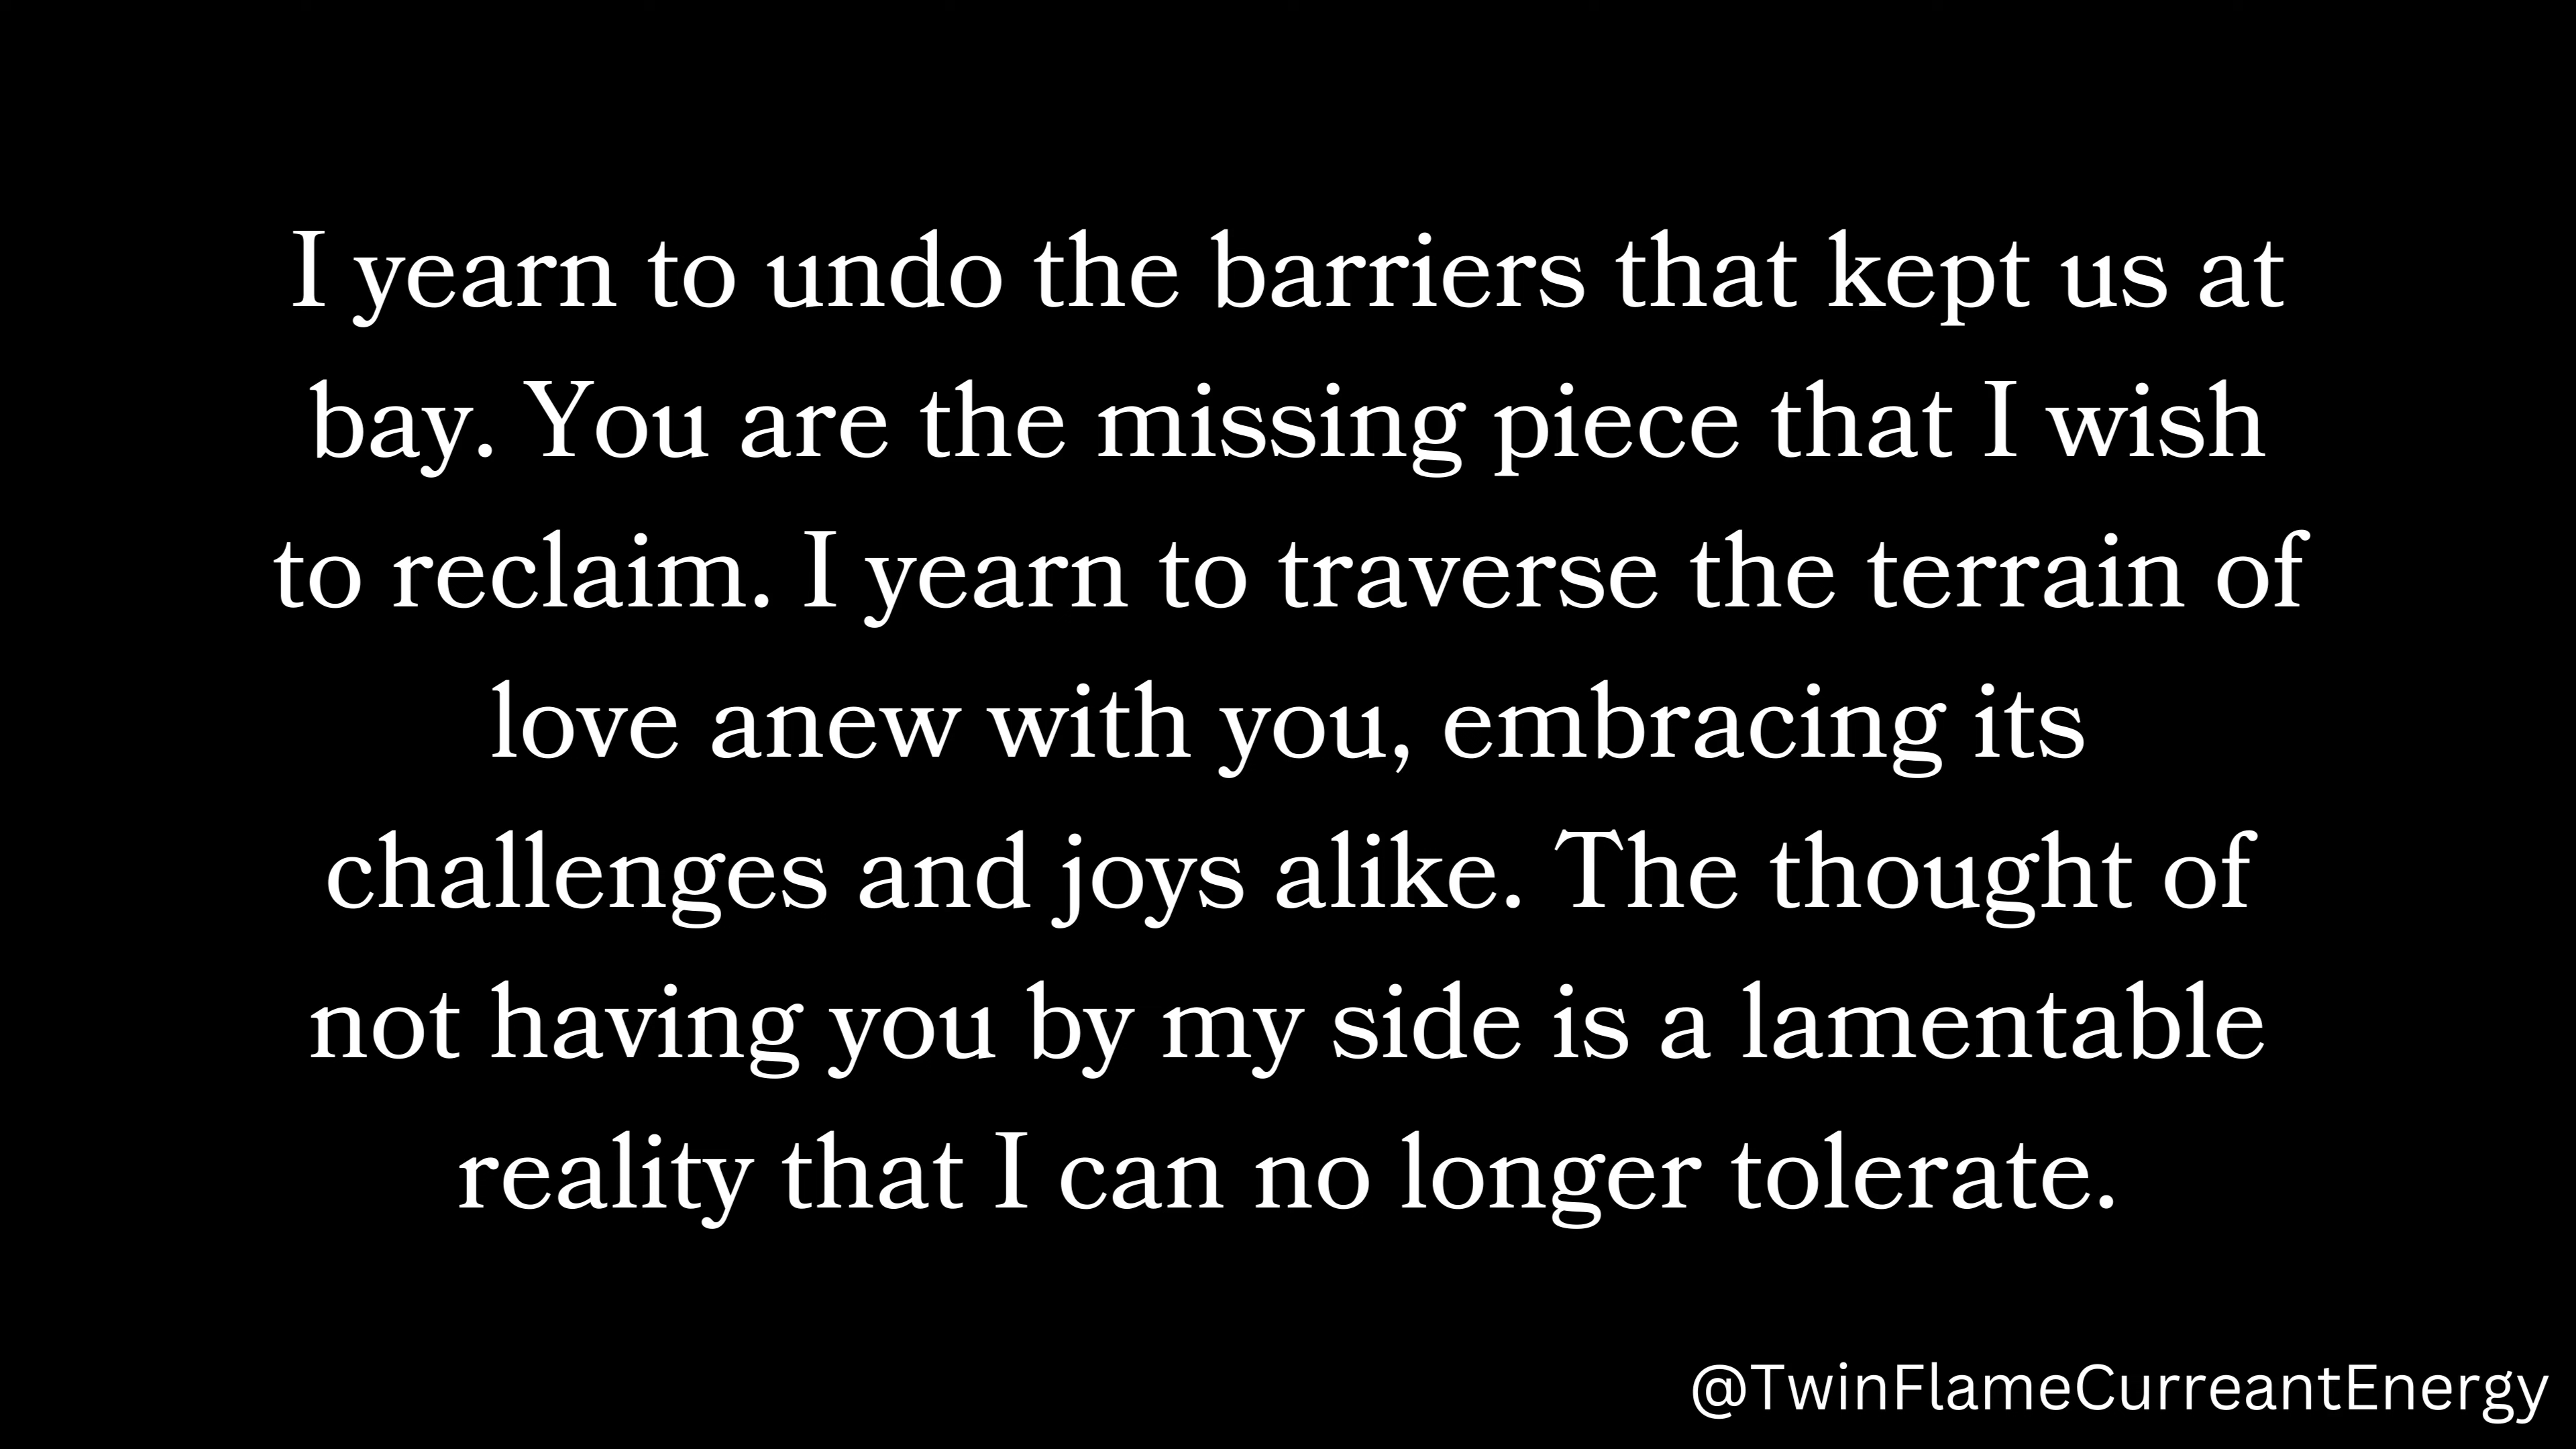 I yearn to undo the barriers that kept us at
bay. You are the missing piece that I wish
to reclaim. I yearn to traverse the terrain of
love anew with you, embracing its
challenges and joys alike. The thought of
not having you by my side is a lamentable
reality that I can no longer tolerate.
@TwinFlameCurreantEnergy